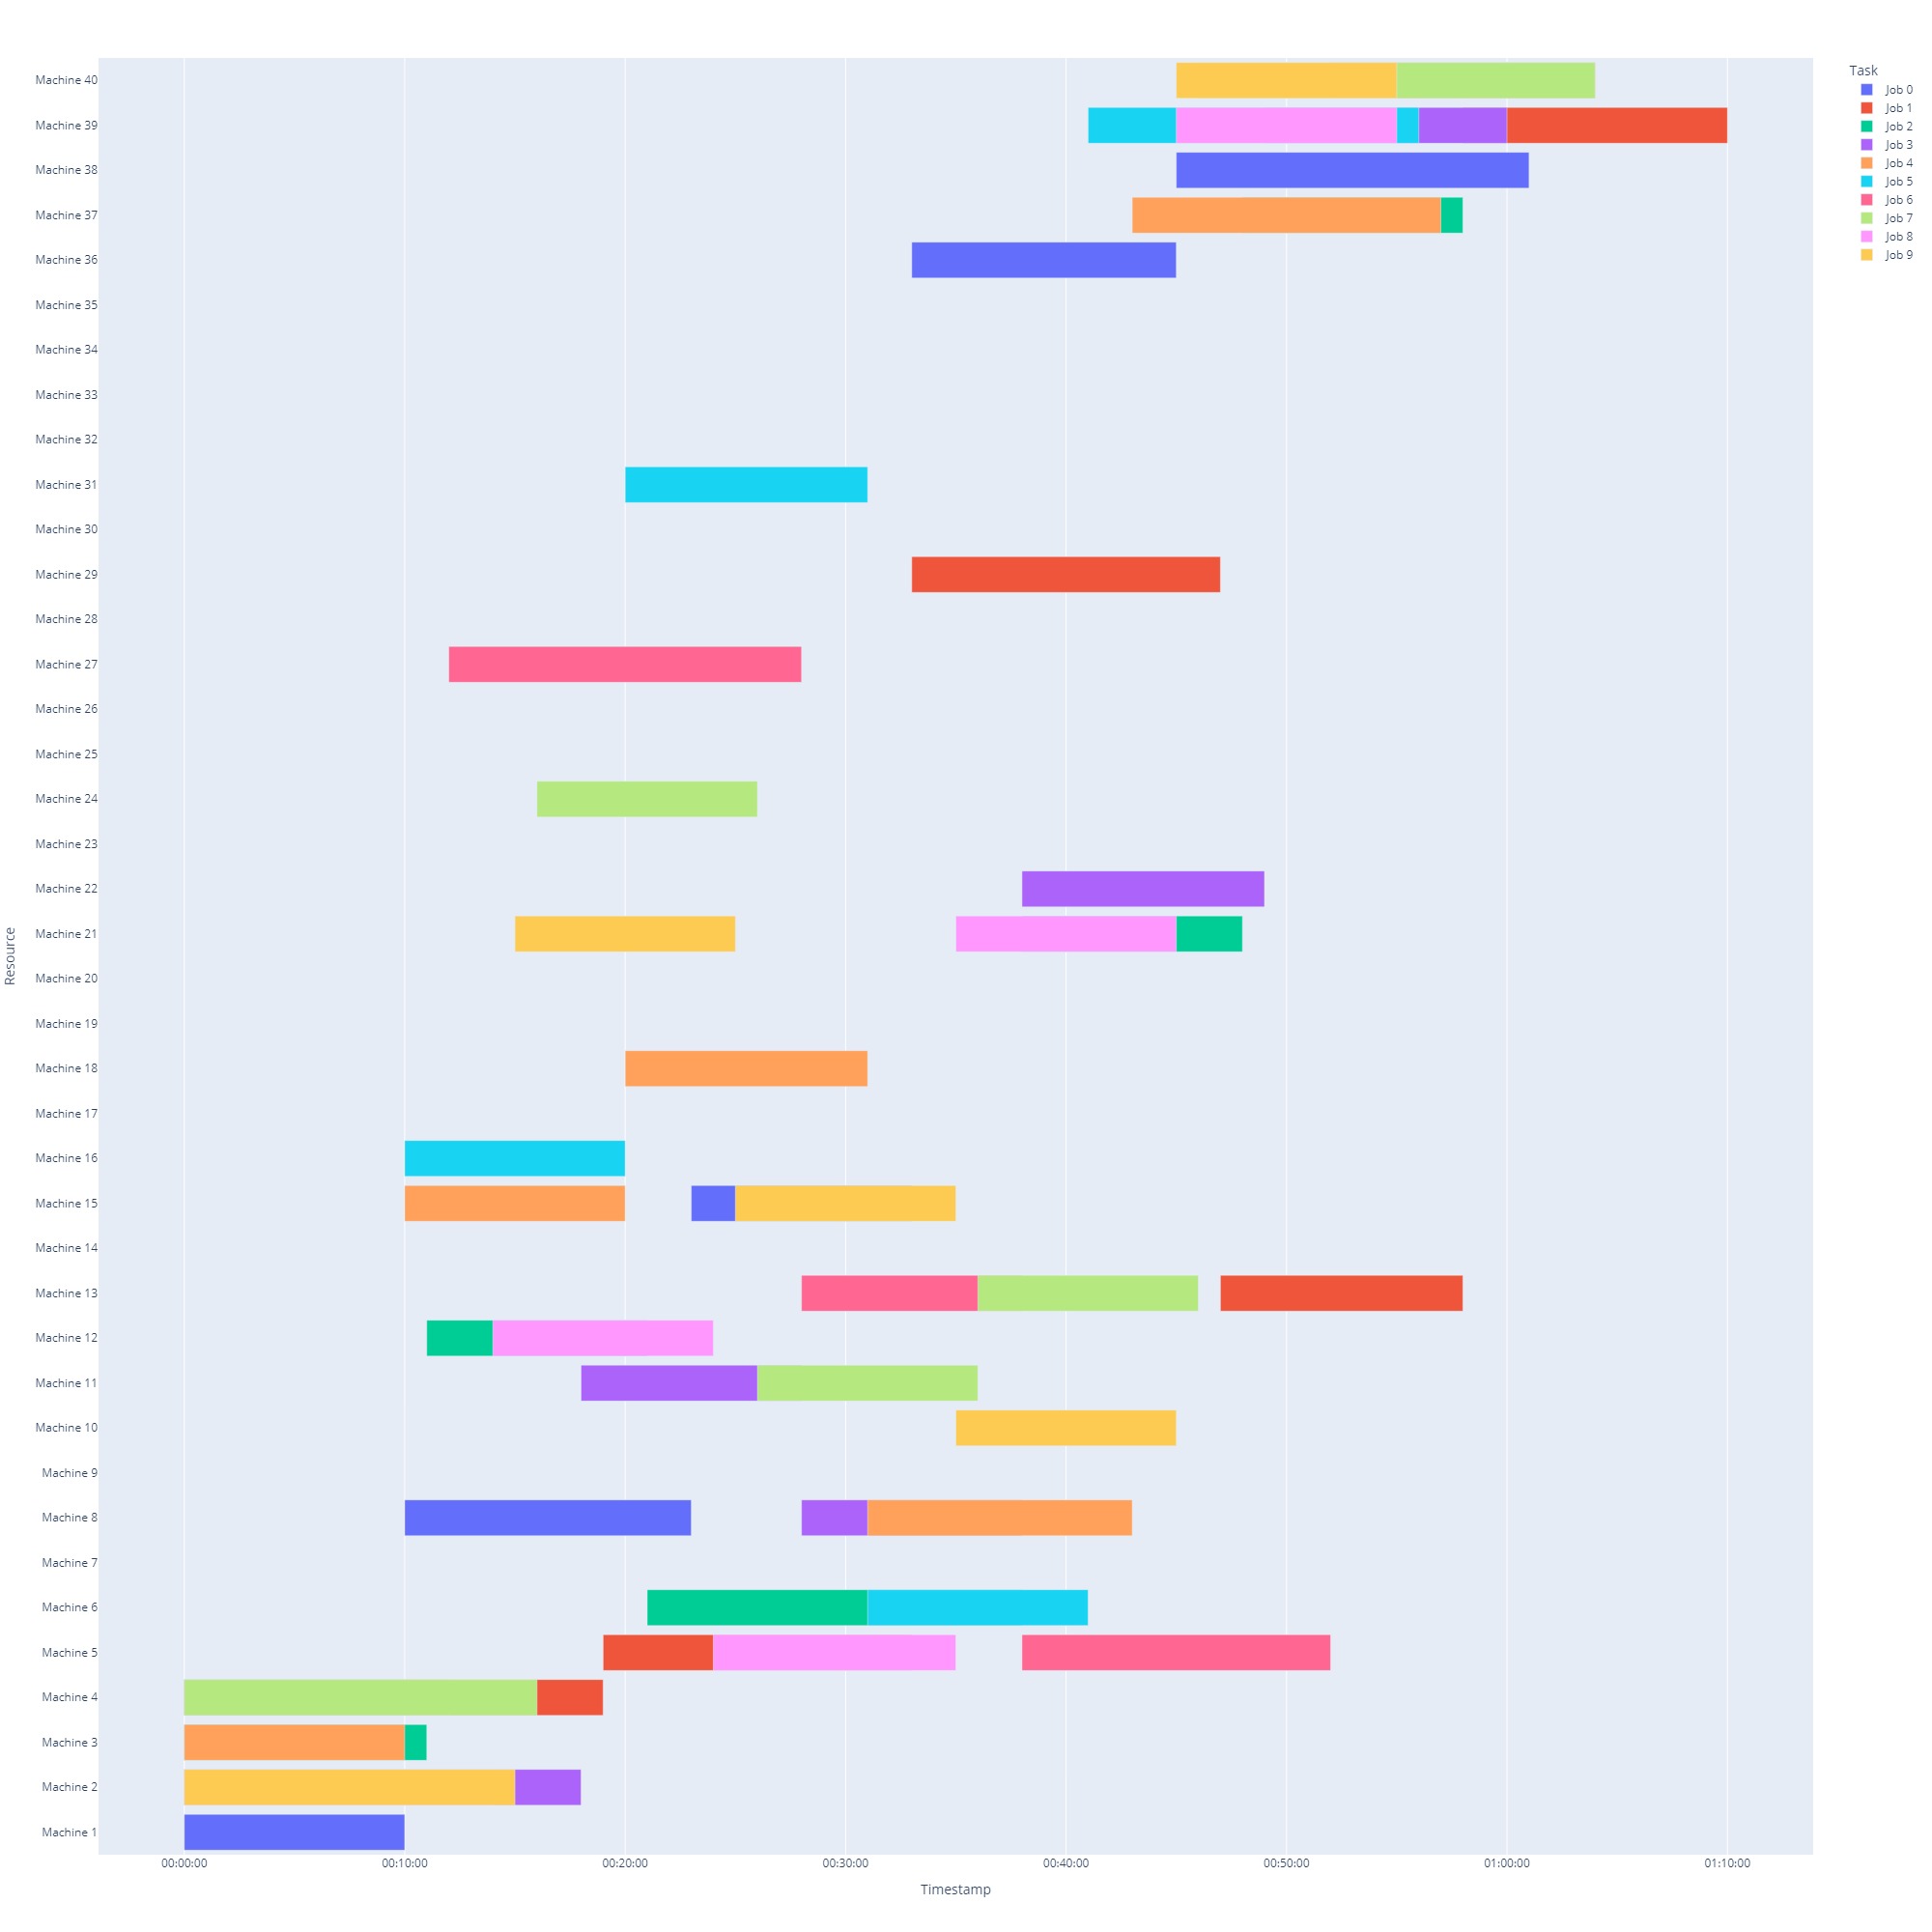 Machine 40
Machine 39
Machine 38
Machine 37
Machine 36
Machine 35
Machine 34
Machine 33
Machine 32
Machine 31
Machine 30
Machine 29
Machine 28
Machine 27
Machine 26
Machine 25
Machine 24
Machine 23
Machine 22
Machine 21
Machine 20
Machine 19
Machine 18
Machine 17
Machine 16
Machine 15
Machine 14
Machine 13
Machine 12
Machine 11
Machine 10
Machine 9
Machine 8
Machine 7
Machine 6
Machine 5
Machine 4
Machine 3
Machine 2
Machine 1
Resource
00:00:00 00:10:00 00:20:00 00:30:00 00:40:00 00:50:00 01:00:00 01:10:00
Timestamp
Task
Job 0
Job 1
Job 2
Job 3
Job 4
Job 5
Job 6
Job 7
Job 8
Job 9